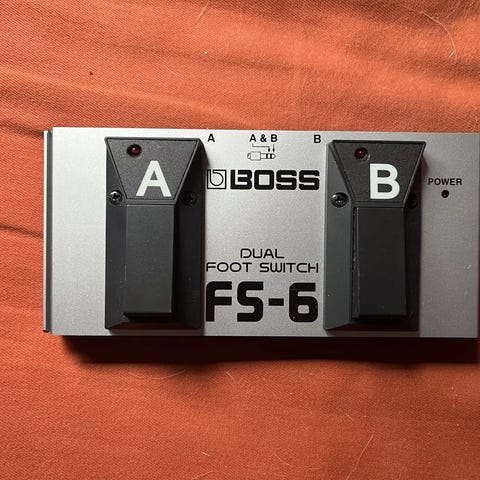 A A & B B
A
B
BOSS
POWER
DUAL
FOOT SWITCH
FS-6